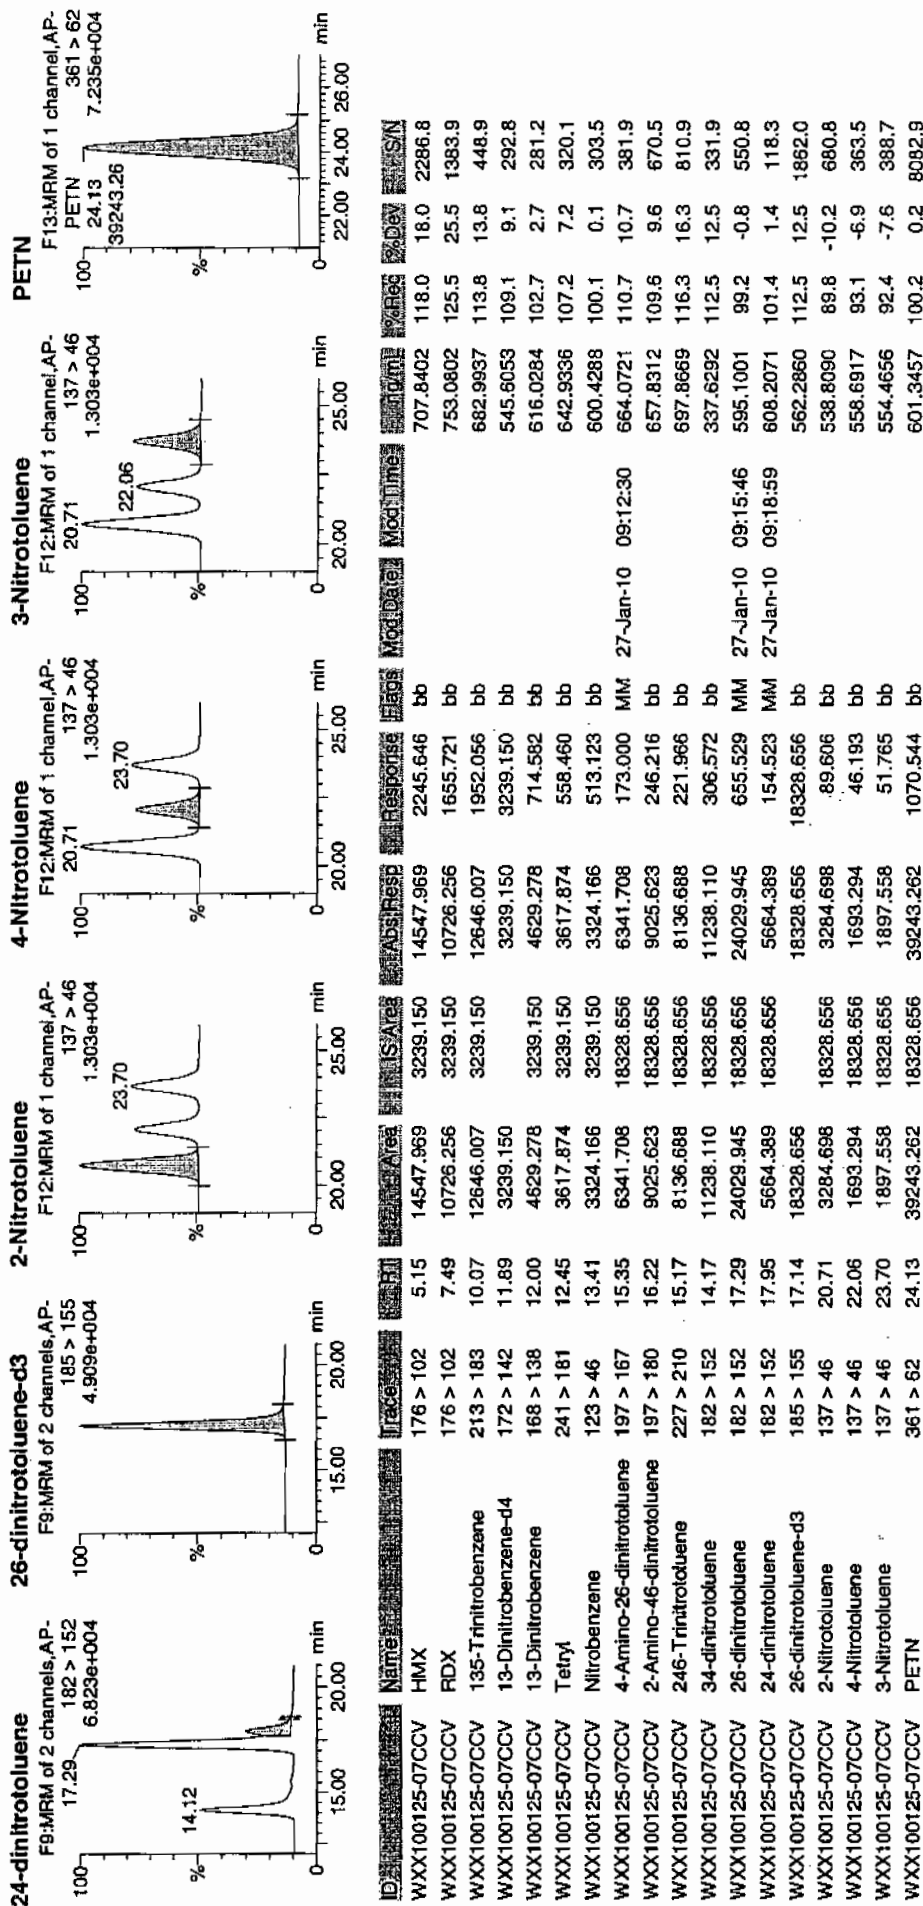 24-dinitrotoluene
F9:MRM of 2 channels,AP-
182 > 152
6.823e+004
17.29
14.12
100
%
0
15.00
20.00
min
26-dinitrotoluene-d3
F9:MRM of 2 channels,AP-
185 > 155
4.909e+004
100
%
0
15.00
20.00
min
2-Nitrotoluene
F12:MRM of 1 channel,AP-
137 > 46
1.303e+004
23.70
100
%
0
20.00
25.00
min
4-Nitrotoluene
F12:MRM of 1 channel,AP-
20.71
137 > 46
1.303e+004
23.70
100
%
0
20.00
25.00
min
3-Nitrotoluene
F12:MRM of 1 channel,AP-
20.71
137 > 46
1.303e+004
22.06
100
%
0
20.00
25.00
min
PETN
F13:MRM of 1 channel,AP-
PETN
361 > 62
24.13
7.235e+004
39243.26
100
%
0
22.00
24.00
26.00
min
ID Name Trace RT Area IS Area Abs Resp Response Flags Mod Date Mod Time ng/ml %Rec %Dev S/N
WXX100125-07CCV HMX 176 > 102 5.15 14547.969 3239.150 14547.969 2245.646 bb 707.8402 118.0 18.0 2286.8
WXX100125-07CCV RDX 176 > 102 7.49 10726.256 3239.150 10726.256 1655.721 bb 753.0802 125.5 25.5 1383.9
WXX100125-07CCV 135-Trinitrobenzene 213 > 183 10.07 12646.007 3239.150 12646.007 1952.056 bb 682.9937 113.8 13.8 448.9
WXX100125-07CCV 13-Dinitrobenzene-d4 172 > 142 11.89 3239.150 3239.150 3239.150 bb 545.6053 109.1 9.1 292.8
WXX100125-07CCV 13-Dinitrobenzene 168 > 138 12.00 4629.278 3239.150 4629.278 714.582 bb 616.0284 102.7 2.7 281.2
WXX100125-07CCV Tetryl 241 > 181 12.45 3617.874 3239.150 3617.874 558.460 bb 642.9336 107.2 7.2 320.1
WXX100125-07CCV Nitrobenzene 123 > 46 13.41 3324.166 3239.150 3324.166 513.123 bb 600.4288 100.1 0.1 303.5
WXX100125-07CCV 4-Amino-26-dinitrotoluene 197 > 167 15.35 6341.708 18328.656 6341.708 173.000 MM 27-Jan-10 09:12:30 664.0721 110.7 10.7 381.9
WXX100125-07CCV 2-Amino-46-dinitrotoluene 197 > 180 16.22 9025.623 18328.656 9025.623 246.216 bb 657.8312 109.6 9.6 670.5
WXX100125-07CCV 246-Trinitrotoluene 227 > 210 15.17 8136.688 18328.656 8136.688 221.966 bb 697.8669 116.3 16.3 810.9
WXX100125-07CCV 34-dinitrotoluene 182 > 152 14.17 11238.110 18328.656 11238.110 306.572 bb 337.6292 112.5 12.5 331.9
WXX100125-07CCV 26-dinitrotoluene 182 > 152 17.29 24029.945 18328.656 24029.945 655.529 MM 27-Jan-10 09:15:46 595.1001 99.2 -0.8 550.8
WXX100125-07CCV 24-dinitrotoluene 182 > 152 17.95 5664.389 18328.656 5664.389 154.523 MM 27-Jan-10 09:18:59 608.2071 101.4 1.4 118.3
WXX100125-07CCV 26-dinitrotoluene-d3 185 > 155 17.14 18328.656 18328.656 18328.656 bb 562.2860 112.5 12.5 1862.0
WXX100125-07CCV 2-Nitrotoluene 137 > 46 20.71 3284.698 18328.656 3284.698 89.606 bb 538.8090 89.8 -10.2 680.8
WXX100125-07CCV 4-Nitrotoluene 137 > 46 22.06 1693.294 18328.656 1693.294 46.193 bb 558.6917 93.1 -6.9 363.5
WXX100125-07CCV 3-Nitrotoluene 137 > 46 23.70 1897.558 18328.656 1897.558 51.765 bb 554.4656 92.4 -7.6 388.7
WXX100125-07CCV PETN 361 > 62 24.13 39243.262 18328.656 39243.262 1070.544 bb 601.3457 100.2 0.2 8082.9